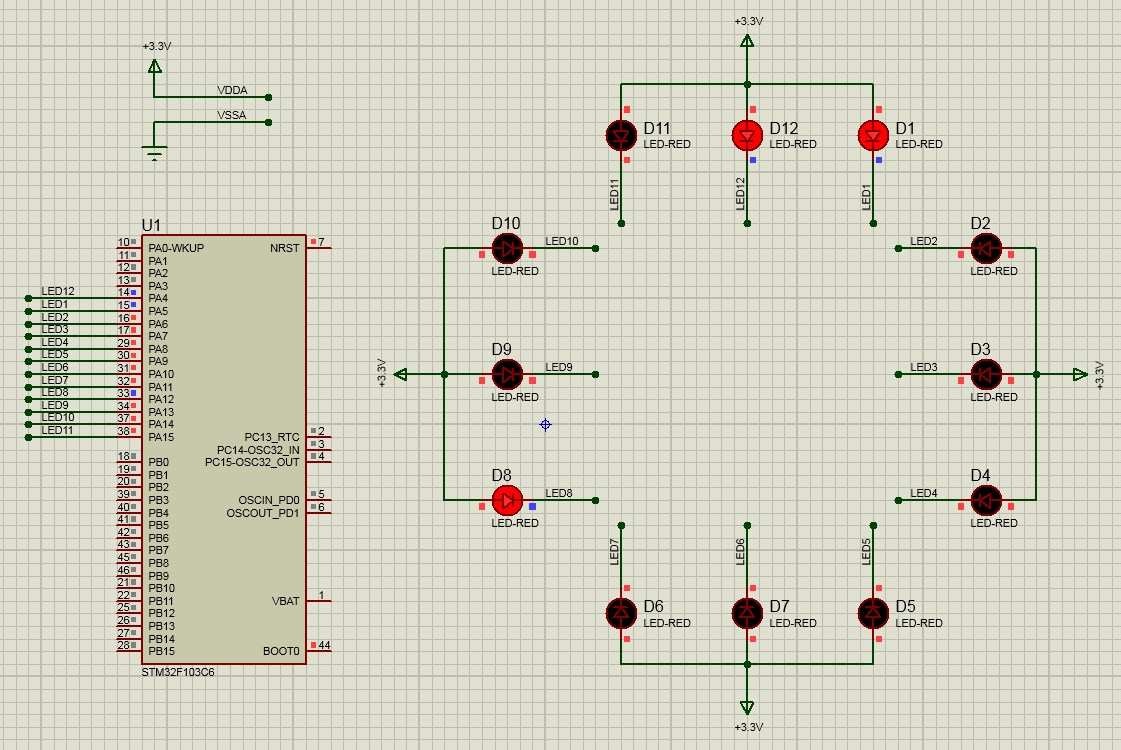 +3.3V
VDDA
VSSA
+3.3V
D11
LED-RED
D12
LED-RED
D1
LED-RED
LED11
LED12
LED1
D10
LED10
LED-RED
D2
LED2
LED-RED
D9
LED9
LED-RED
+3.3V
D3
LED3
LED-RED
+3.3V
D8
LED8
LED-RED
D4
LED4
LED-RED
LED7
LED6
LED5
D6
LED-RED
D7
LED-RED
D5
LED-RED
+3.3V
U1
10 PA0-WKUP
11 PA1
12 PA2
13 PA3
LED12 14 PA4
LED1 15 PA5
LED2 16 PA6
LED3 17 PA7
LED4 29 PA8
LED5 30 PA9
LED6 31 PA10
LED7 32 PA11
LED8 33 PA12
LED9 34 PA13
LED10 37 PA14
LED11 38 PA15
18 PB0
19 PB1
20 PB2
39 PB3
40 PB4
41 PB5
42 PB6
43 PB7
45 PB8
46 PB9
21 PB10
22 PB11
25 PB12
26 PB13
27 PB14
28 PB15
NRST 7
PC13_RTC 2
PC14-OSC32_IN 3
PC15-OSC32_OUT 4
OSCIN_PD0 5
OSCOUT_PD1 6
VBAT 1
BOOT0 44
STM32F103C6